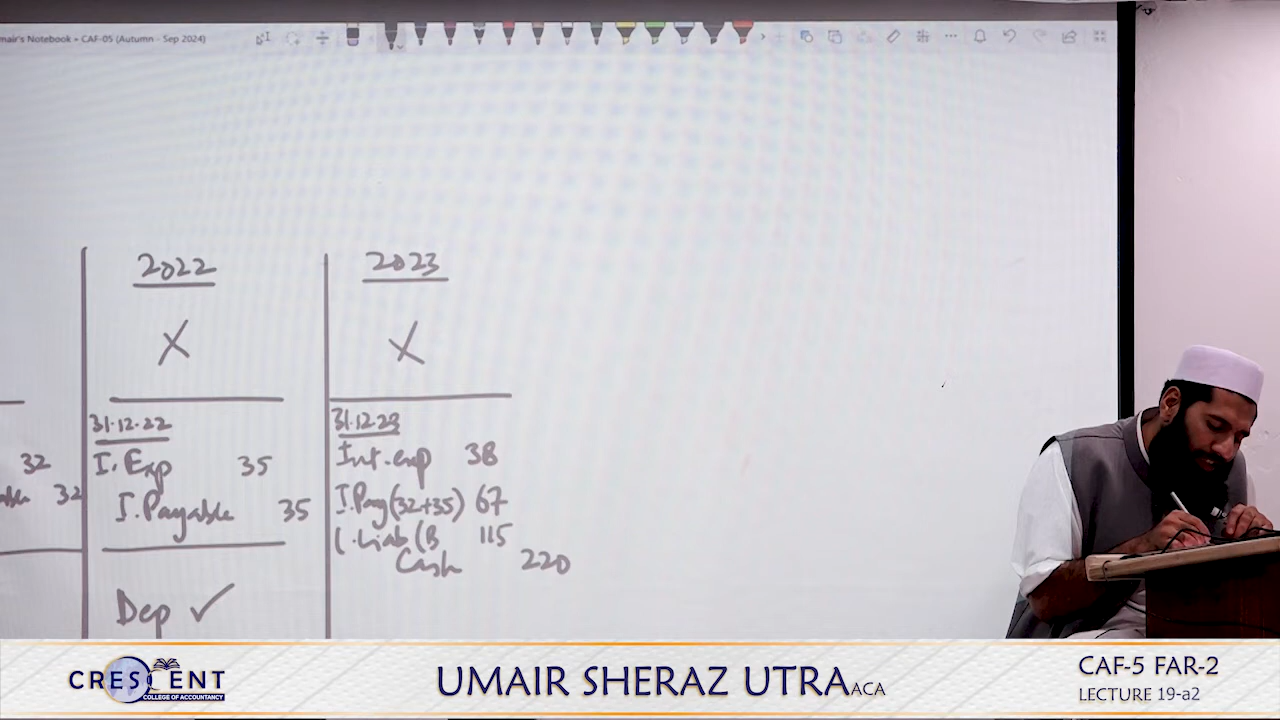 mair's Notebook • CAF-05 (Autumn - Sep 2024)
2022
X
31.12.22
I. Exp 35
I. Payable 35
Dep ✓
2023
X
31.12.23
Int. exp 38
I.Pay(32+35) 67
L.Liab (B 115
Cash 220
32
32
CRESCENT
COLLEGE OF ACCOUNTANCY
UMAIR SHERAZ UTRA ACA
CAF-5 FAR-2
LECTURE 19-a2